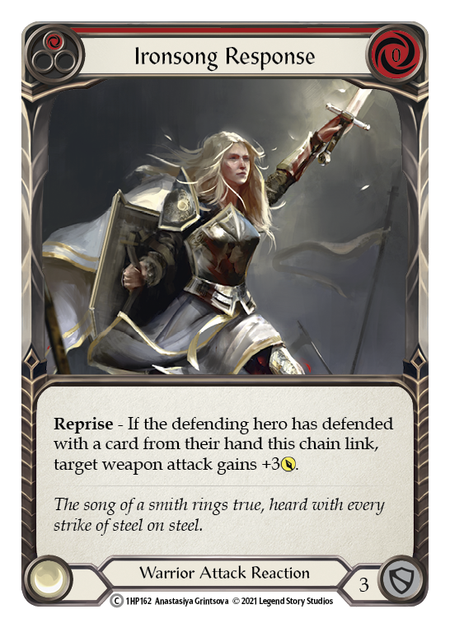 Ironsong Response
0
Reprise - If the defending hero has defended
with a card from their hand this chain link,
target weapon attack gains +3.
The song of a smith rings true, heard with every
strike of steel on steel.
Warrior Attack Reaction
3
C 1HP162 Anastasiya Grintsova © 2021 Legend Story Studios